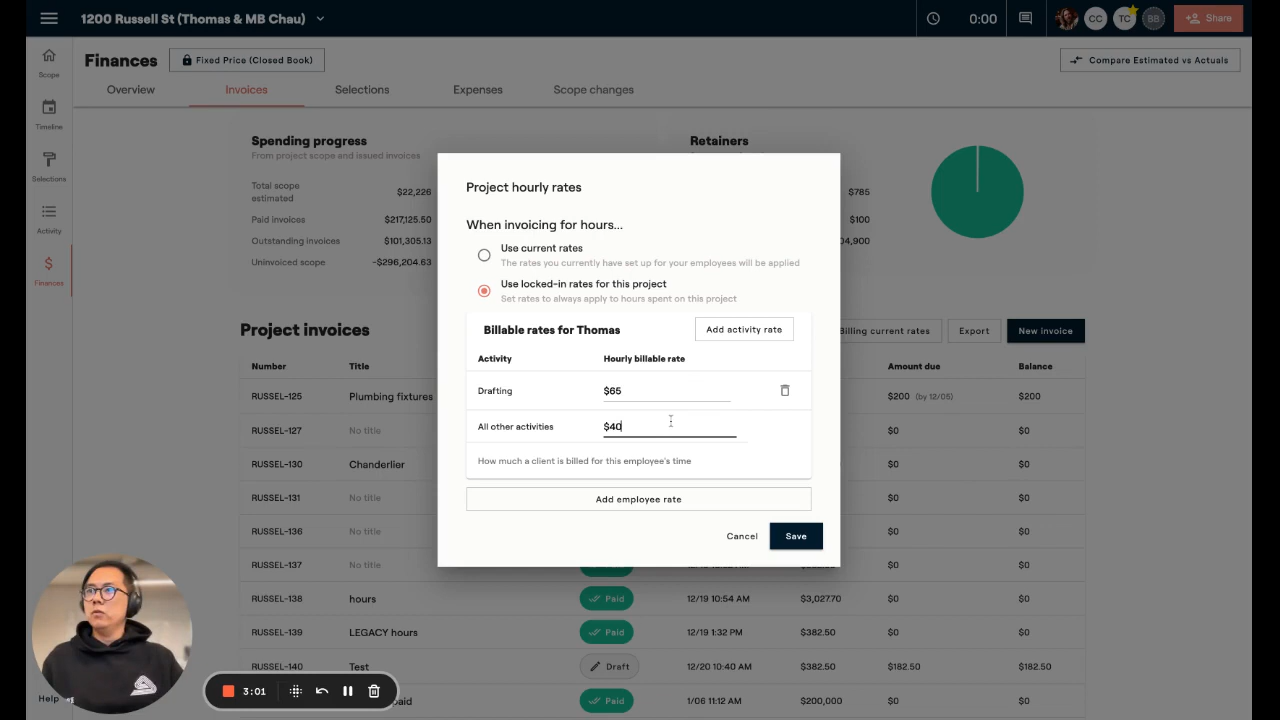 1200 Russell St (Thomas & MB Chau)
0:00
CC
TC
BB
Share
Scope
Timeline
Selections
Activity
Finances
Help
Finances
Fixed Price (Closed Book)
Compare Estimated vs Actuals
Overview
Invoices
Selections
Expenses
Scope changes
Spending progress
From project scope and issued invoices
Total scope estimated
$22,226
Paid invoices
$217,125.50
Outstanding invoices
$101,305.13
Uninvoiced scope
-$296,204.63
Retainers
$785
$100
04,900
Project hourly rates
When invoicing for hours...
Use current rates
The rates you currently have set up for your employees will be applied
Use locked-in rates for this project
Set rates to always apply to hours spent on this project
Billable rates for Thomas
Add activity rate
Activity
Hourly billable rate
Drafting
$65
All other activities
$40
How much a client is billed for this employee's time
Add employee rate
Cancel
Save
Project invoices
Billing current rates
Export
New invoice
Number
Title
Amount due
Balance
RUSSEL-125
Plumbing fixtures
$200 (by 12/05)
$200
RUSSEL-127
No title
$0
$0
RUSSEL-130
Chanderlier
$0
$0
RUSSEL-131
No title
$0
$0
RUSSEL-136
No title
$0
$0
RUSSEL-137
No title
$0
$0
RUSSEL-138
hours
Paid
12/19 10:54 AM
$3,027.70
$0
$0
RUSSEL-139
LEGACY hours
Paid
12/19 1:32 PM
$382.50
$0
$0
RUSSEL-140
Test
Draft
12/20 10:40 AM
$382.50
$182.50
$182.50
paid
Paid
1/06 11:12 AM
$200,000
$0
$0
3:01